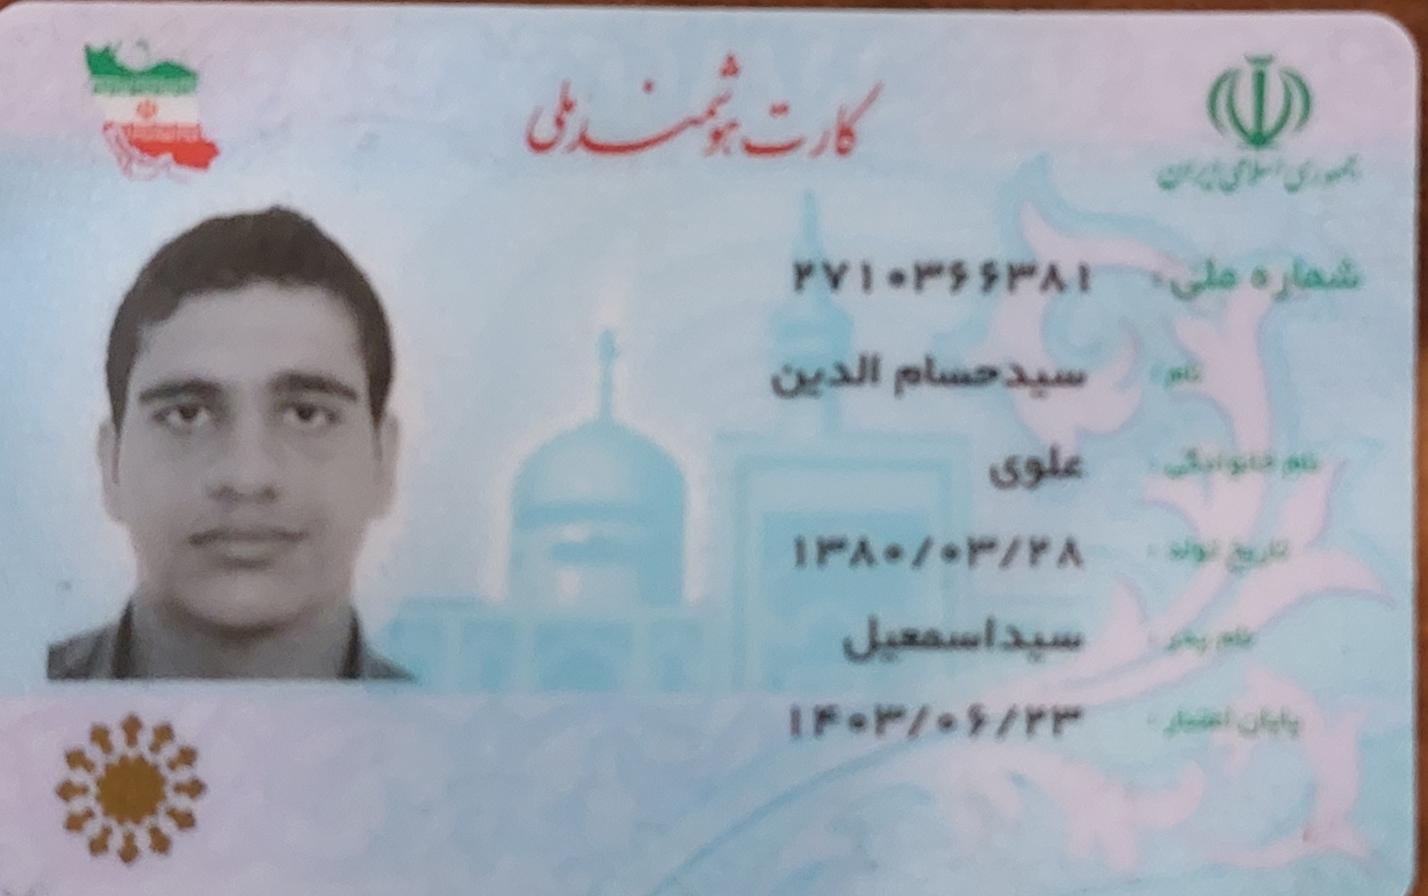 کارت هوشمند ملی
جمهوری اسلامی ایران
شماره ملی: ۲۷۱۰۳۶۶۳۸۱
نام: سیدحسام الدین
نام خانوادگی: علوی
تاریخ تولد: ۱۳۸۰/۰۳/۲۸
نام پدر: سیداسمعیل
پایان اعتبار: ۱۴۰۳/۰۶/۲۳